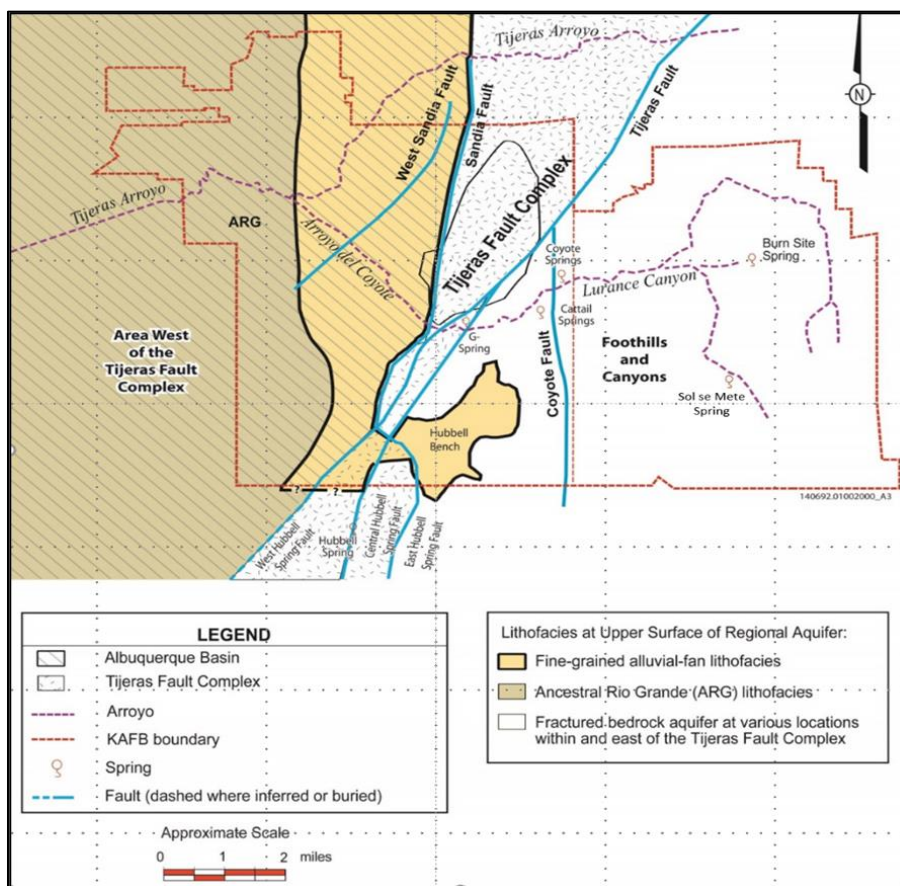 Tijeras Arroyo
N
West Sandia Fault
Sandia Fault
Tijeras Fault
Tijeras Fault Complex
Tijeras Arroyo
ARG
Arroyo del Coyote
Coyote
Springs
Burn Site
Spring
Lurance Canyon
Cattail
Springs
G-
Spring
Area West
of the
Tijeras Fault
Complex
Coyote Fault
Foothills
and
Canyons
Sol se Mete
Spring
Hubbell
Bench
?
?
140692.01002000_A3
West Hubbell
Spring Fault
Hubbell
Spring
Central Hubbell
Spring Fault
East Hubbell
Spring Fault
LEGEND
Albuquerque Basin
Tijeras Fault Complex
Arroyo
KAFB boundary
Spring
Fault (dashed where inferred or buried)
Lithofacies at Upper Surface of Regional Aquifer:
Fine-grained alluvial-fan lithofacies
Ancestral Rio Grande (ARG) lithofacies
Fractured bedrock aquifer at various locations
within and east of the Tijeras Fault Complex
Approximate Scale
0 1 2 miles